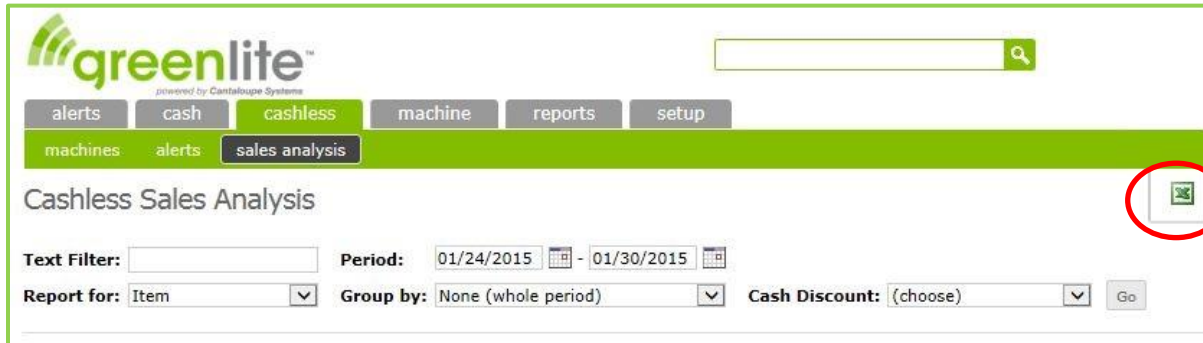 greenlite™
powered by Cantaloupe Systems
alerts cash cashless machine reports setup
machines alerts sales analysis
Cashless Sales Analysis
Text Filter: Period: 01/24/2015 - 01/30/2015
Report for: Item Group by: None (whole period) Cash Discount: (choose) Go